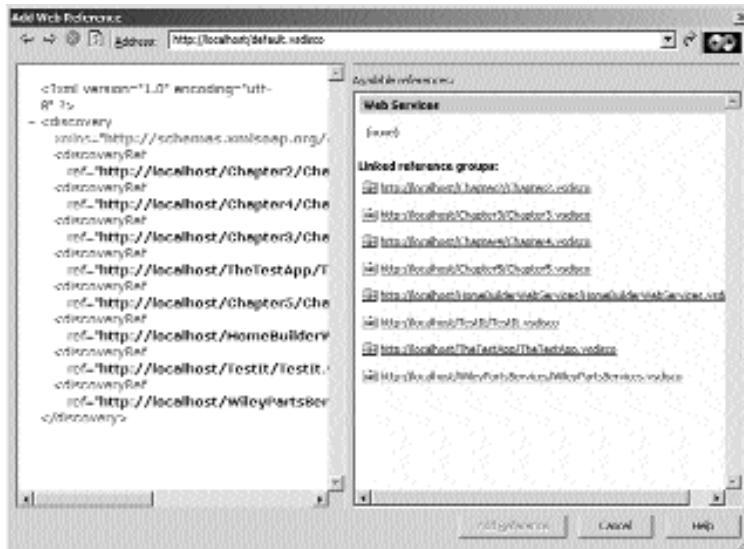 Add Web Reference
Address: http://localhost/default.vsdisco
<?xml version="1.0" encoding="utf-
8" ?>
- <discovery
xmlns="http://schemas.xmlsoap.org/
<discoveryRef
ref="http://localhost/Chapter2/Cha
<discoveryRef
ref="http://localhost/Chapter4/Cha
<discoveryRef
ref="http://localhost/Chapter3/Cha
<discoveryRef
ref="http://localhost/TheTestApp/T
<discoveryRef
ref="http://localhost/Chapter5/Cha
<discoveryRef
ref="http://localhost/HomeBuilderW
<discoveryRef
ref="http://localhost/TestIt/TestIt.
<discoveryRef
ref="http://localhost/WileyPartsSer
</discovery>
Available references:
Web Services
(none)
Linked reference groups:
http://localhost/Chapter2/Chapter2.vsdisco
http://localhost/Chapter3/Chapter3.vsdisco
http://localhost/Chapter4/Chapter4.vsdisco
http://localhost/Chapter5/Chapter5.vsdisco
http://localhost/HomeBuilderWebServices/HomeBuilderWebServices.vsdi
http://localhost/TestIt/TestIt.vsdisco
http://localhost/TheTestApp/TheTestApp.vsdisco
http://localhost/WileyPartsServices/WileyPartsServices.vsdisco
Add Reference
Cancel
Help